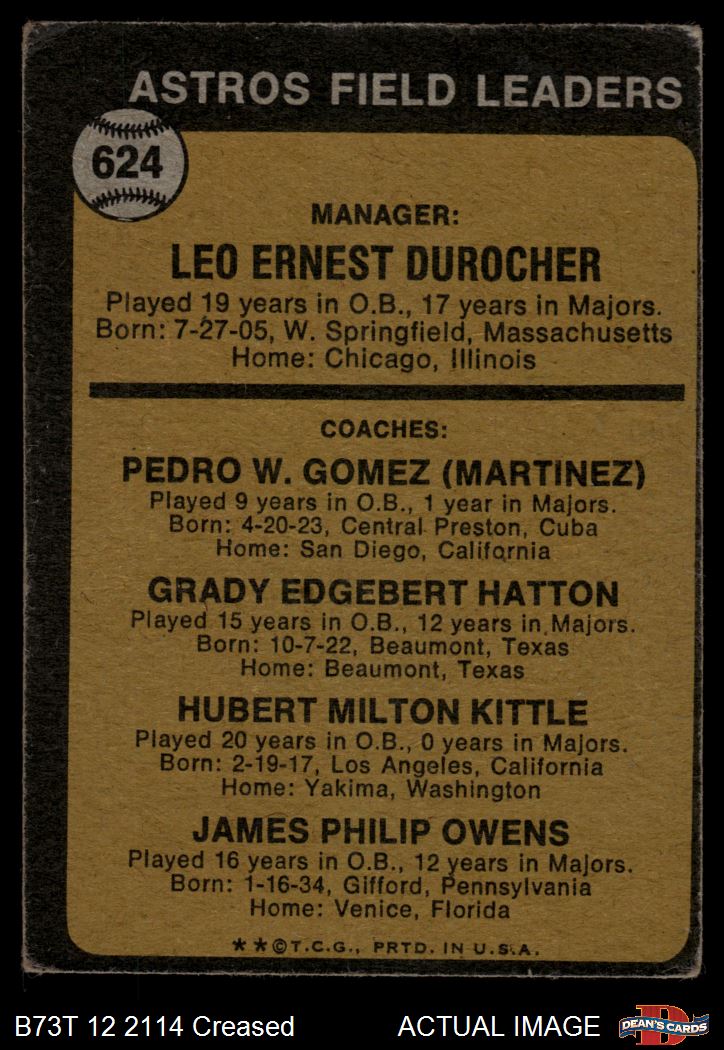 ASTROS FIELD LEADERS
624
MANAGER:
LEO ERNEST DUROCHER
Played 19 years in O.B., 17 years in Majors.
Born: 7-27-05, W. Springfield, Massachusetts
Home: Chicago, Illinois
COACHES:
PEDRO W. GOMEZ (MARTINEZ)
Played 9 years in O.B., 1 year in Majors.
Born: 4-20-23, Central Preston, Cuba
Home: San Diego, California
GRADY EDGEBERT HATTON
Played 15 years in O.B., 12 years in Majors.
Born: 10-7-22, Beaumont, Texas
Home: Beaumont, Texas
HUBERT MILTON KITTLE
Played 20 years in O.B., 0 years in Majors.
Born: 2-19-17, Los Angeles, California
Home: Yakima, Washington
JAMES PHILIP OWENS
Played 16 years in O.B., 12 years in Majors.
Born: 1-16-34, Gifford, Pennsylvania
Home: Venice, Florida
**©T.C.G., PRTD. IN U.S.A.
B73T 12 2114 Creased ACTUAL IMAGE D DEAN'S CARDS